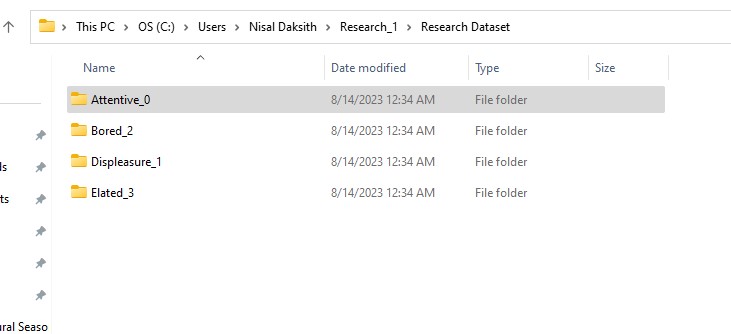 This PC > OS (C:) > Users > Nisal Daksith > Research_1 > Research Dataset
Name Date modified Type Size
Attentive_0 8/14/2023 12:34 AM File folder
Bored_2 8/14/2023 12:34 AM File folder
Displeasure_1 8/14/2023 12:34 AM File folder
ls
Elated_3 8/14/2023 12:34 AM File folder
ts
ural Seaso